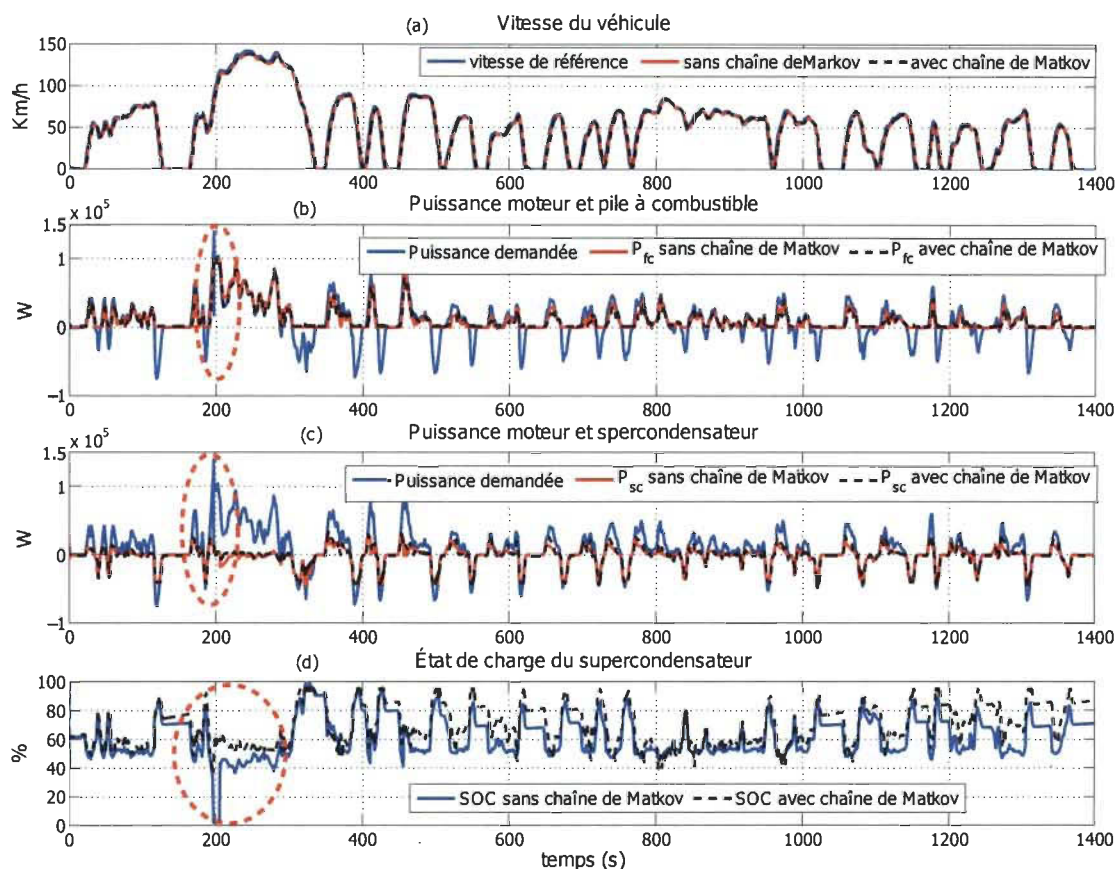 (a) Vitesse du véhicule
150
100
50
0
Km/h
vitesse de référence sans chaîne deMarkov avec chaîne de Matkov
0 200 400 600 800 1000 1200 1400
(b)
Puissance moteur et pile à combustible
x 10^5
1.5
1
0
−1
W
Puissance demandée P_fc sans chaîne de Matkov P_fc avec chaîne de Matkov
0 200 400 600 800 1000 1200 1400
(c)
Puissance moteur et spercondensateur
x 10^5
1.5
1
0
−1
W
Puissance demandée P_sc sans chaîne de Matkov P_sc avec chaîne de Matkov
0 200 400 600 800 1000 1200 1400
(d) État de charge du supercondensateur
100
80
60
40
20
0
%
SOC sans chaîne de Matkov SOC avec chaîne de Matkov
0 200 400 600 800 1000 1200 1400
temps (s)